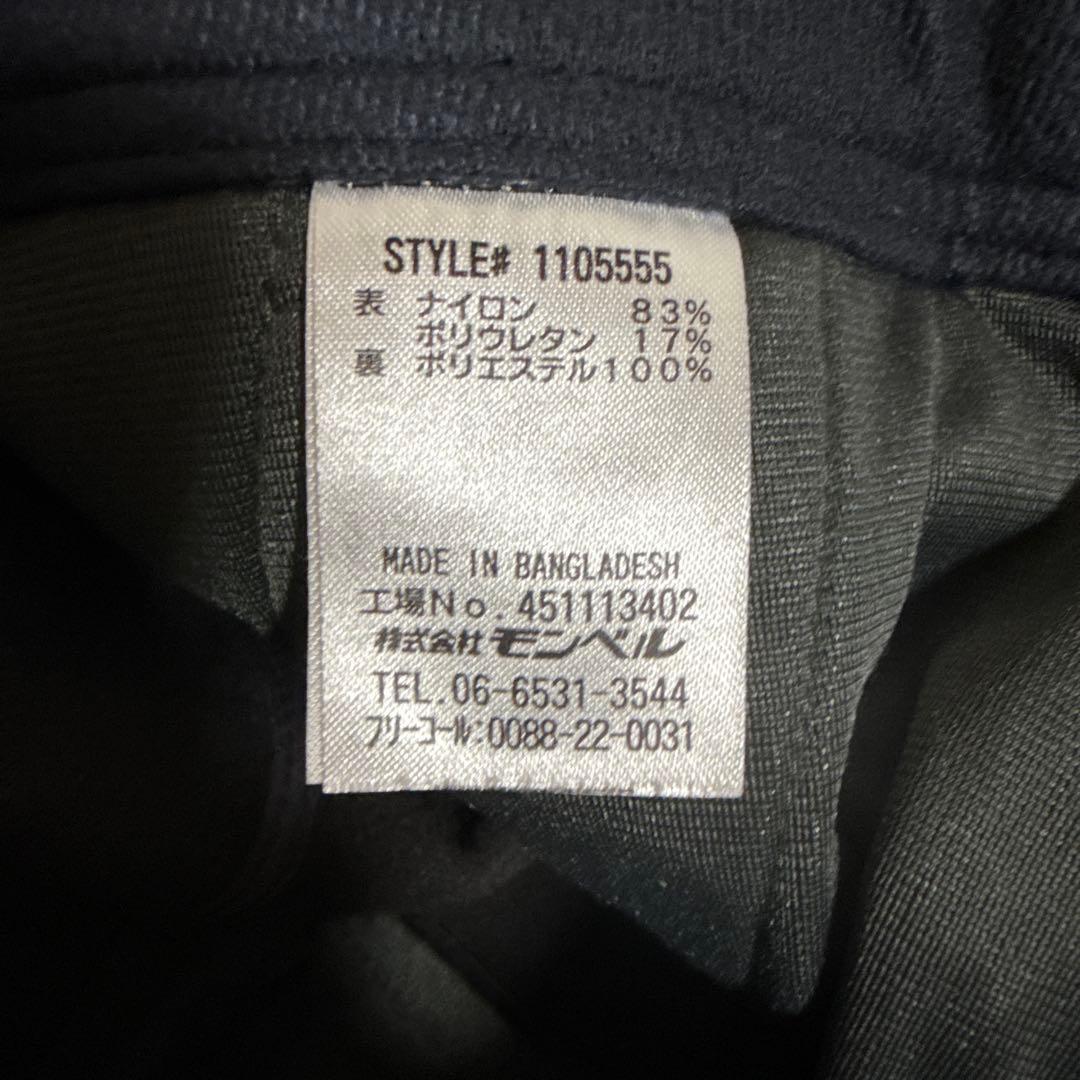 STYLE# 1105555
表 ナイロン 83%
ポリウレタン 17%
裏 ポリエステル100%
MADE IN BANGLADESH
工場No.451113402
株式会社モンベル
TEL.06-6531-3544
フリーコール:0088-22-0031